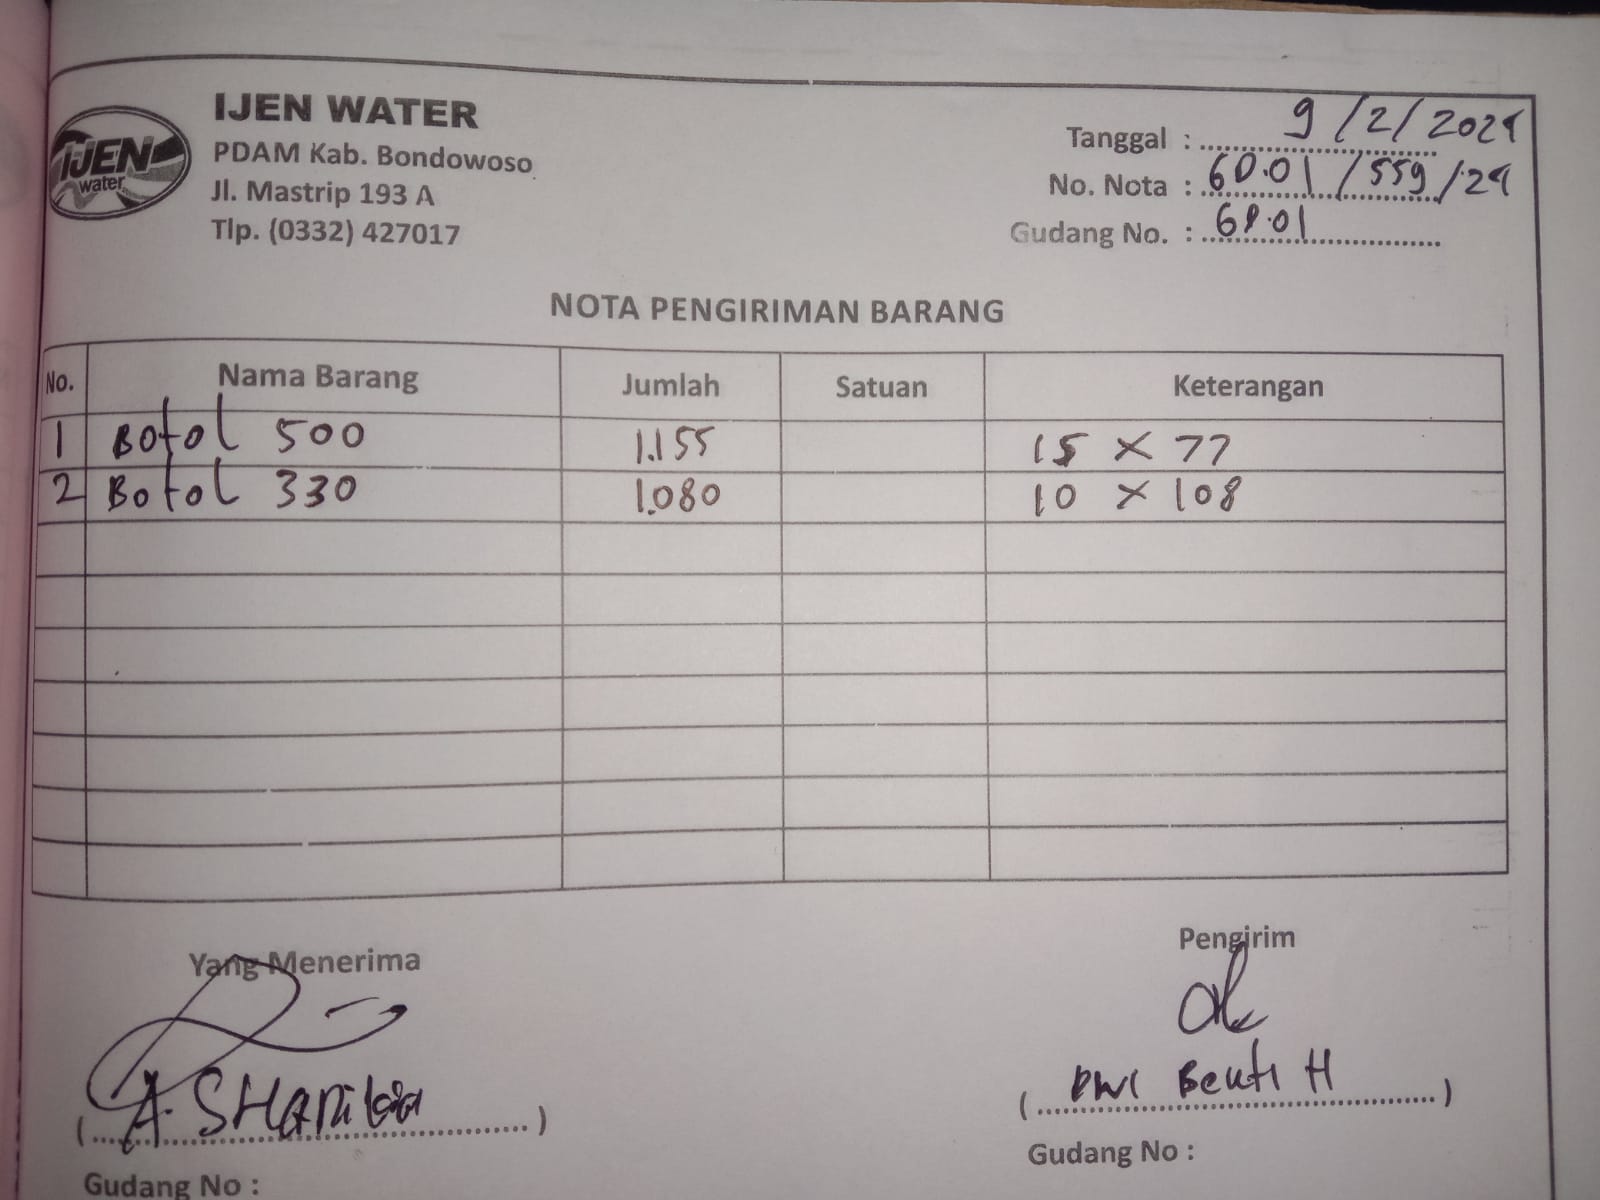 IJEN
water
IJEN WATER
PDAM Kab. Bondowoso
Jl. Mastrip 193 A
Tlp. (0332) 427017
Tanggal : 9/2/2024
No. Nota : 60.01/559/24
Gudang No. : 60.01
NOTA PENGIRIMAN BARANG
No. Nama Barang Jumlah Satuan Keterangan
1 Botol 500 1.155 15 x 77
2 Botol 330 1.080 10 x 108
Yang Menerima
(A. SHariba)
Gudang No :
Pengirim
(DWI Beuti H)
Gudang No :